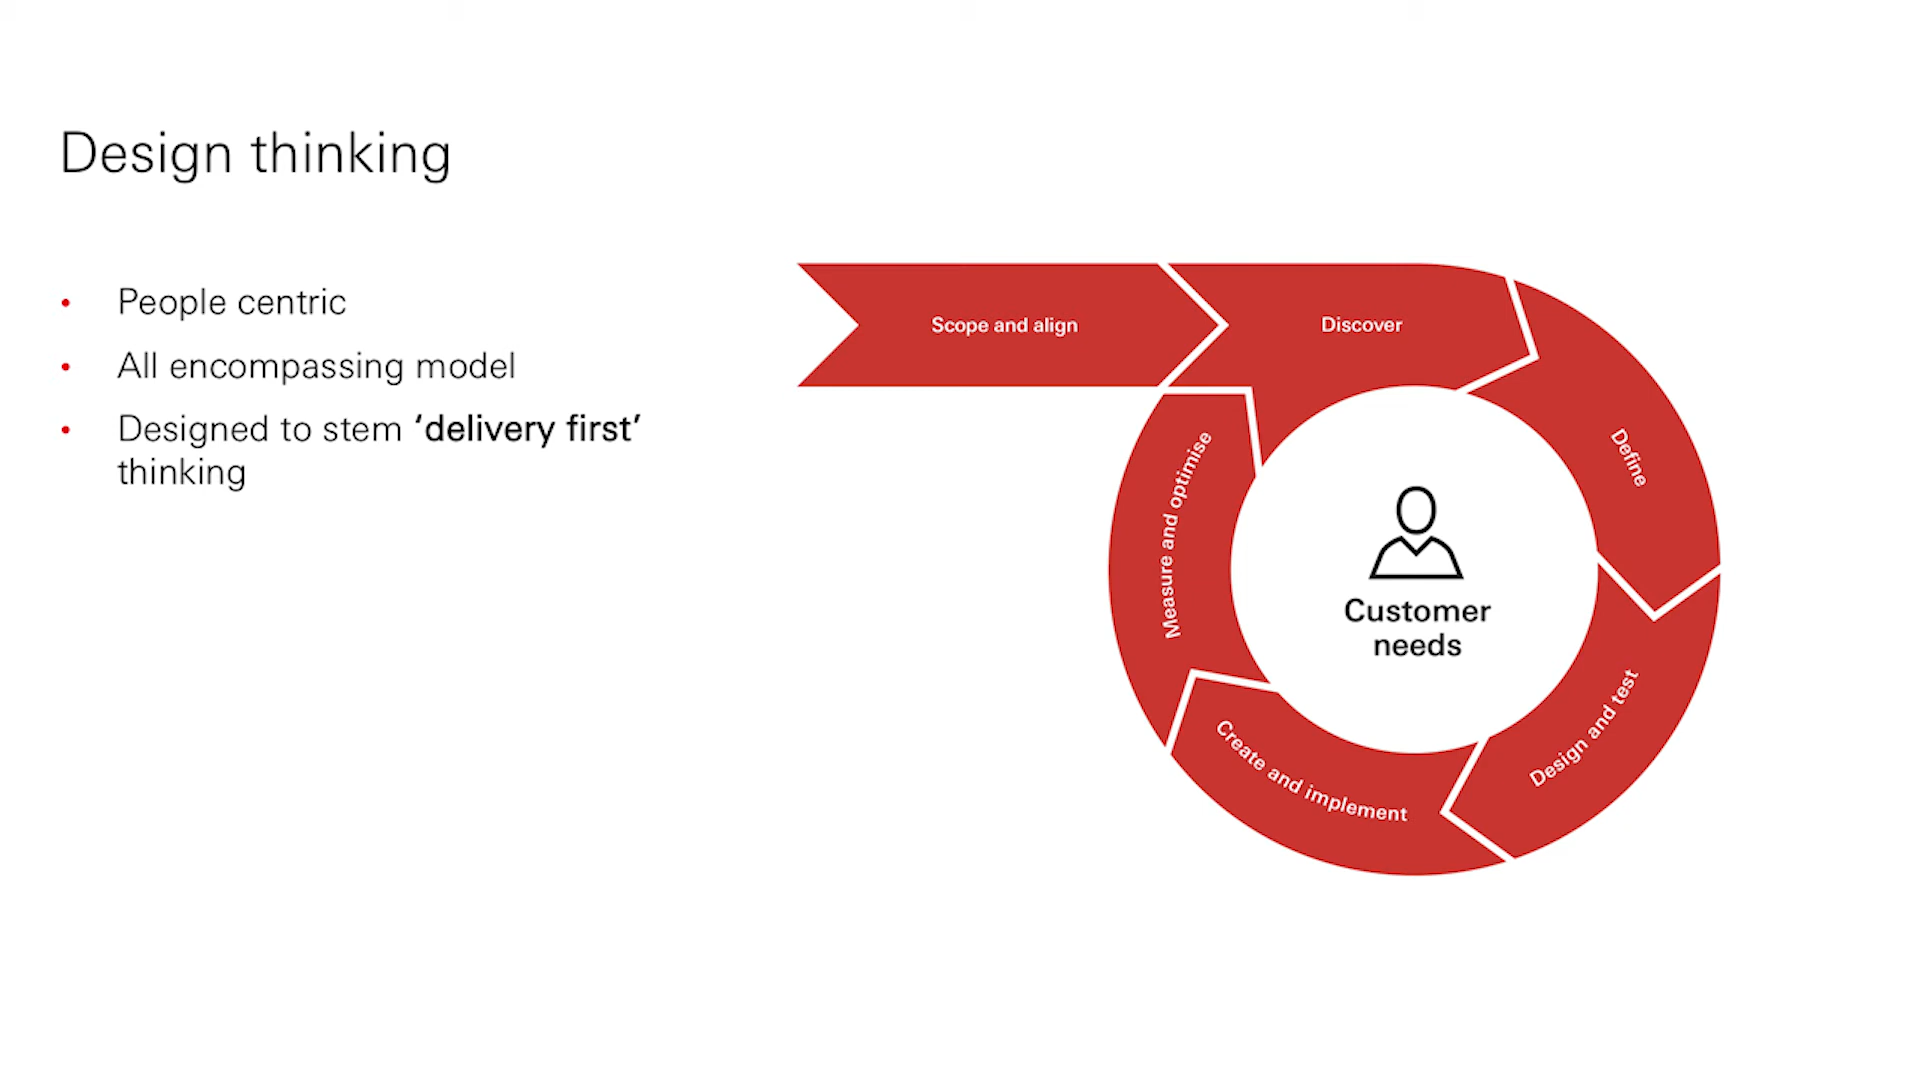 Design thinking
• People centric
• All encompassing model
• Designed to stem ‘delivery first’
thinking
Scope and align
Discover
Define
Design and test
Create and implement
Measure and optimise
Customer
needs